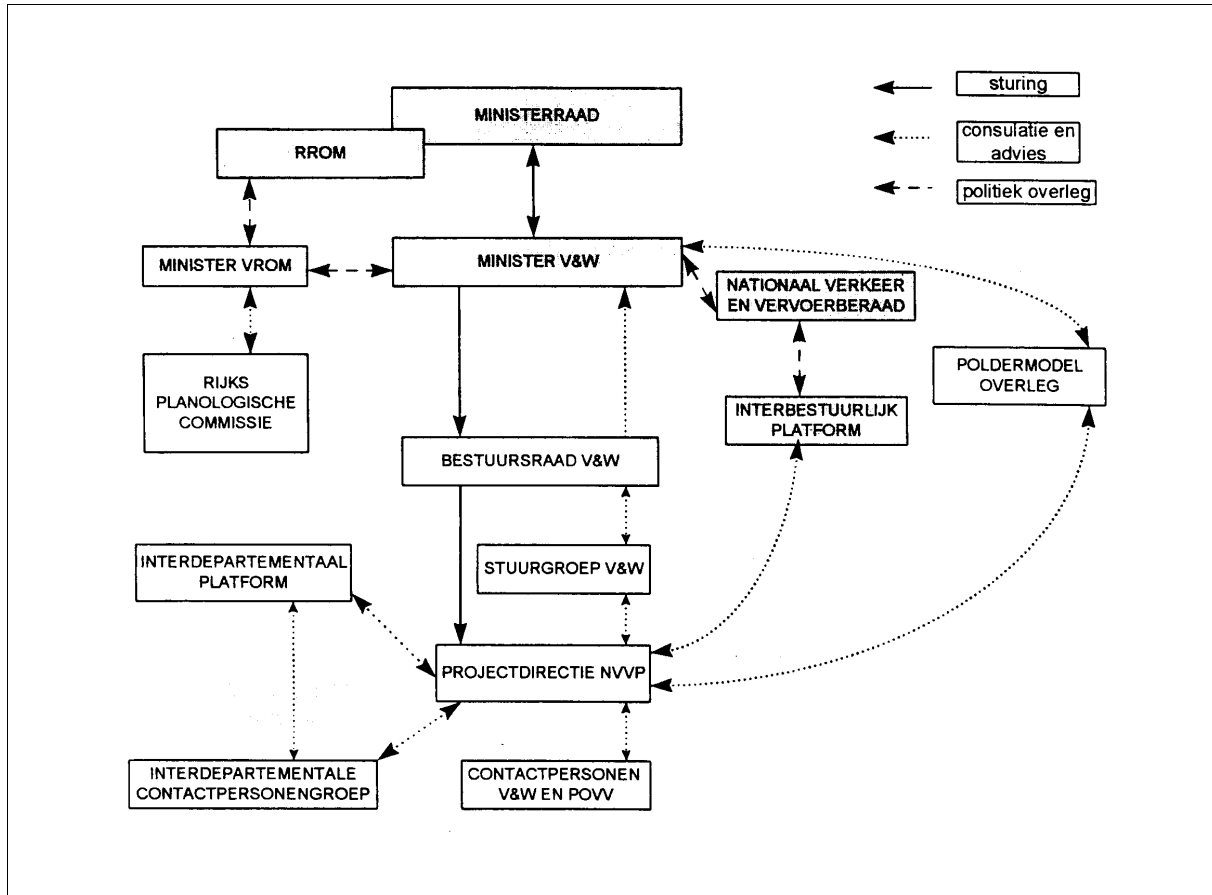 MINISTERRAAD
RROM
sturing
consulatie en
advies
politiek overleg
MINISTER VROM
MINISTER V&W
NATIONAAL VERKEER
EN VERVOERBERAAD
RIJKS
PLANOLOGISCHE
COMMISSIE
POLDERMODEL
OVERLEG
INTERBESTUURLIJK
PLATFORM
BESTUURSRAAD V&W
INTERDEPARTEMENTAAL
PLATFORM
STUURGROEP V&W
PROJECTDIRECTIE NVVP
INTERDEPARTEMENTALE
CONTACTPERSONENGROEP
CONTACTPERSONEN
V&W EN POVV